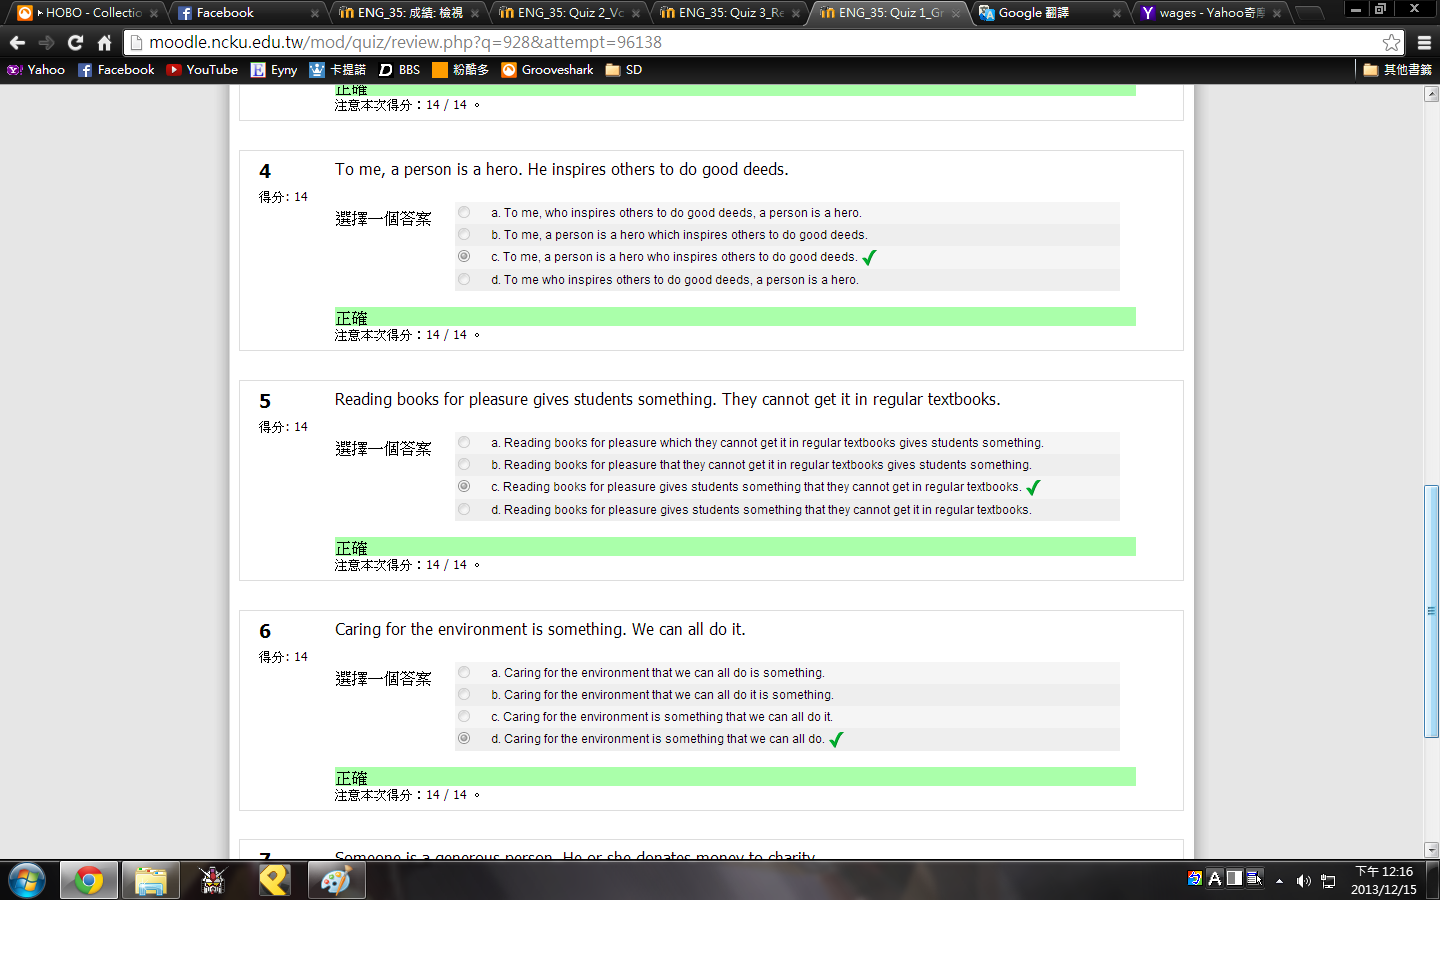 HOBO - Collectio
Facebook
ENG_35: 成績: 檢視
ENG_35: Quiz 2_Vc
ENG_35: Quiz 3_Re
ENG_35: Quiz 1_Gr
Google 翻譯
wages - Yahoo奇摩
moodle.ncku.edu.tw/mod/quiz/review.php?q=928&attempt=96138
Yahoo
Facebook
YouTube
Eyny
卡提諾
BBS
粉酷多
Grooveshark
SD
其他書籤
正確
注意本次得分：14 / 14 。
4
得分: 14
To me, a person is a hero. He inspires others to do good deeds.
選擇一個答案
a. To me, who inspires others to do good deeds, a person is a hero.
b. To me, a person is a hero which inspires others to do good deeds.
c. To me, a person is a hero who inspires others to do good deeds.
d. To me who inspires others to do good deeds, a person is a hero.
正確
注意本次得分：14 / 14 。
5
得分: 14
Reading books for pleasure gives students something. They cannot get it in regular textbooks.
選擇一個答案
a. Reading books for pleasure which they cannot get it in regular textbooks gives students something.
b. Reading books for pleasure that they cannot get it in regular textbooks gives students something.
c. Reading books for pleasure gives students something that they cannot get in regular textbooks.
d. Reading books for pleasure gives students something that they cannot get it in regular textbooks.
正確
注意本次得分：14 / 14 。
6
得分: 14
Caring for the environment is something. We can all do it.
選擇一個答案
a. Caring for the environment that we can all do is something.
b. Caring for the environment that we can all do it is something.
c. Caring for the environment is something that we can all do it.
d. Caring for the environment is something that we can all do.
正確
注意本次得分：14 / 14 。
7
Someone is a generous person. He or she donates money to charity.
下午 12:16
2013/12/15